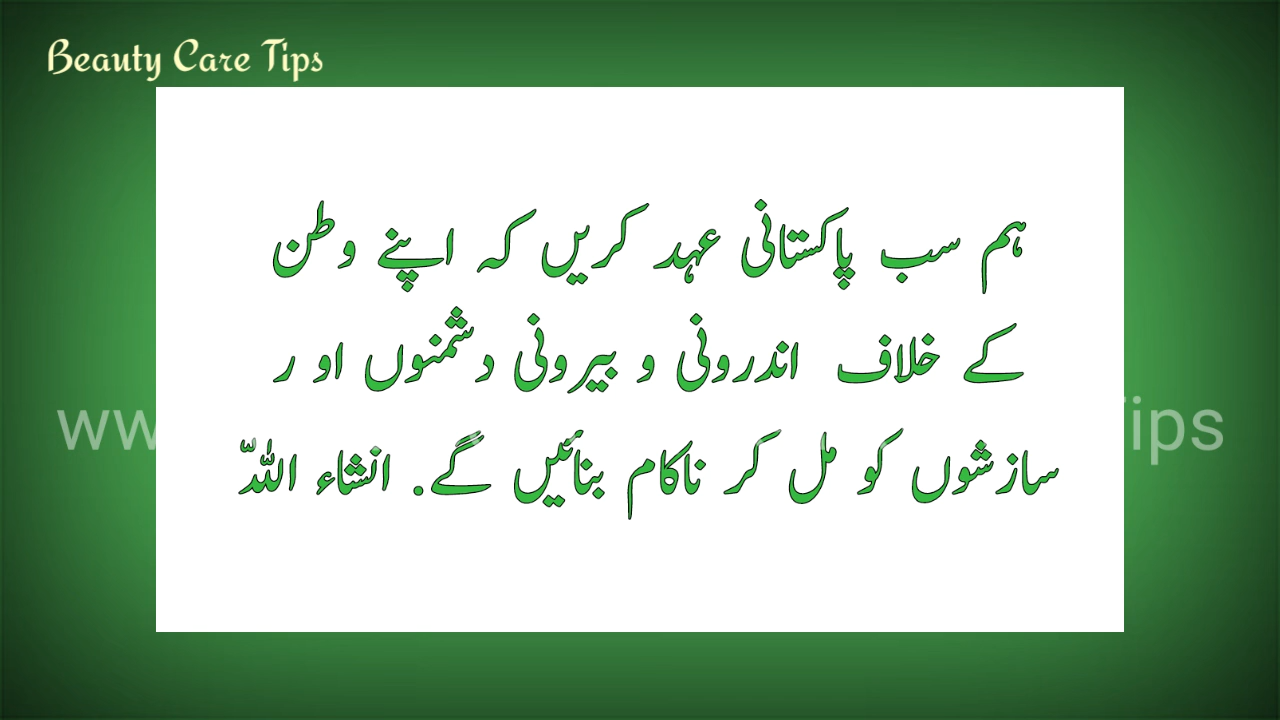 Beauty Care Tips
ہم سب پاکستانی عہد کریں کہ اپنے وطن
کے خلاف اندرونی و بیرونی دشمنوں او ر
سازشوں کو مل کر ناکام بنائیں گے. انشاء اللہّ